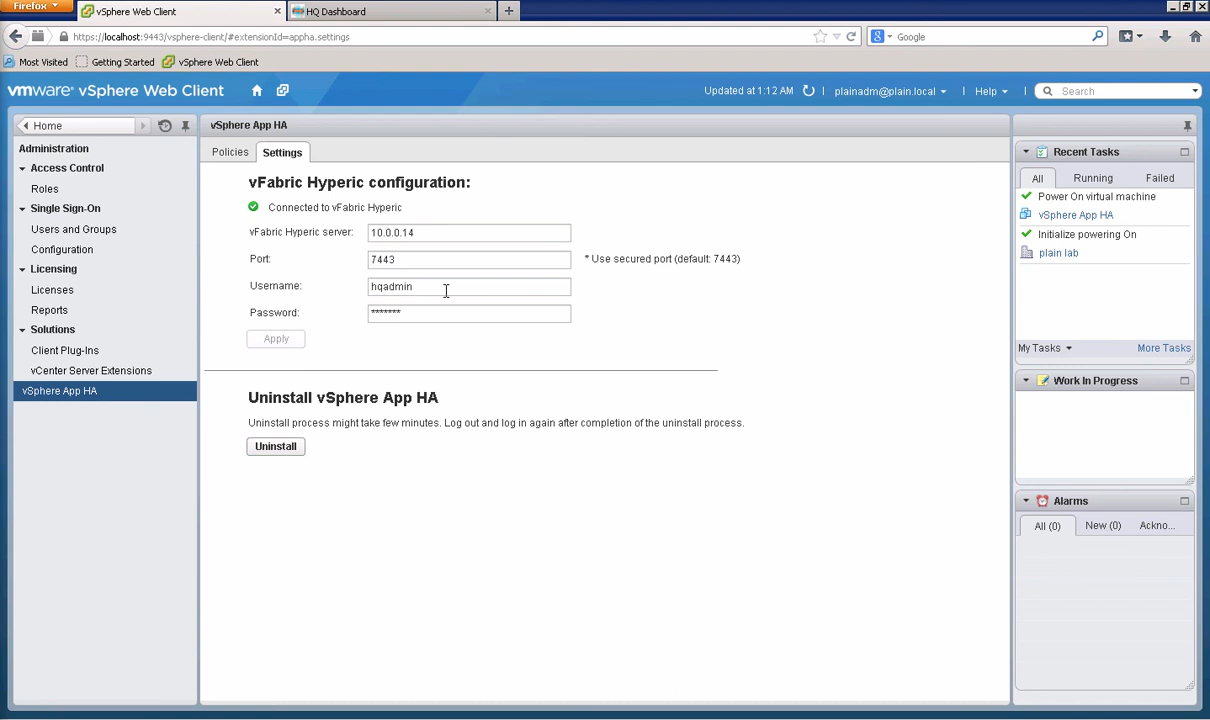 Firefox
vSphere Web Client
HQ Dashboard
https://localhost:9443/vsphere-client/#extensionId=appha.settings
Google
Most Visited
Getting Started
vSphere Web Client
vmware vSphere Web Client
Updated at 1:12 AM
plainadm@plain.local
Help
Search
Home
Administration
Access Control
Roles
Single Sign-On
Users and Groups
Configuration
Licensing
Licenses
Reports
Solutions
Client Plug-Ins
vCenter Server Extensions
vSphere App HA
vSphere App HA
Policies
Settings
vFabric Hyperic configuration:
Connected to vFabric Hyperic
vFabric Hyperic server: 10.0.0.14
Port: 7443 * Use secured port (default: 7443)
Username: hqadmin
Password: *******
Apply
Uninstall vSphere App HA
Uninstall process might take few minutes. Log out and log in again after completion of the uninstall process.
Uninstall
Recent Tasks
All Running Failed
Power On virtual machine
vSphere App HA
Initialize powering On
plain lab
My Tasks
More Tasks
Work In Progress
Alarms
All (0) New (0) Ackno...